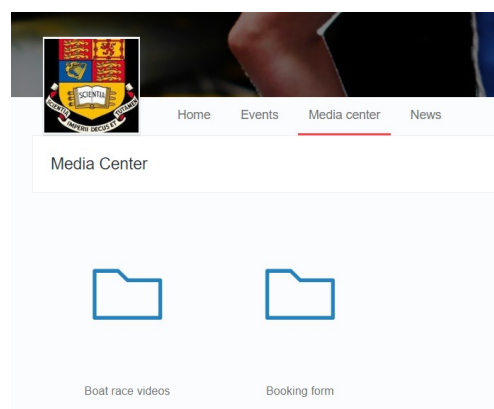 SCIENTIA
SCIENTIA IMPERII DECUS ET TUTAMEN
Home Events Media center News
Media Center
Boat race videos Booking form